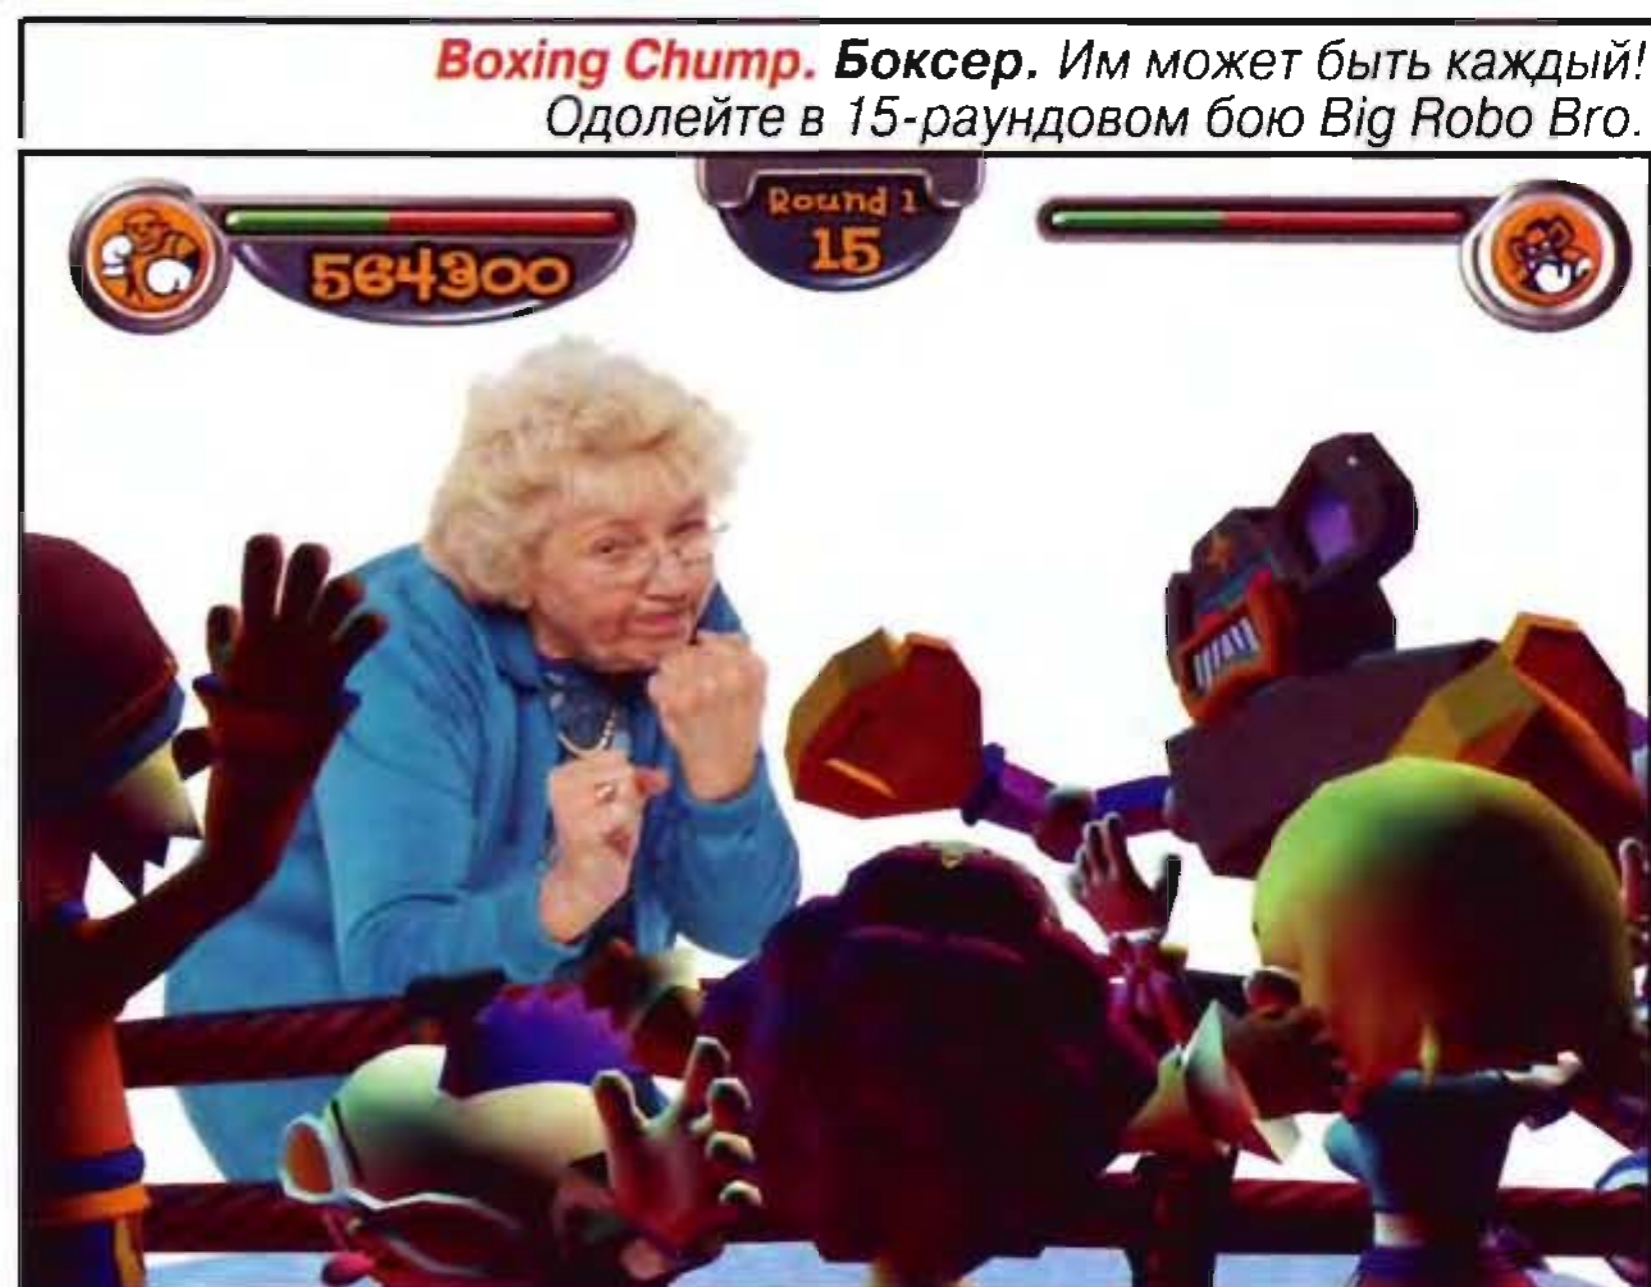 Boxing Chump. Боксер. Им может быть каждый!
Одолейте в 15-раундовом бою Big Robo Bro.
Round 1
564300
15